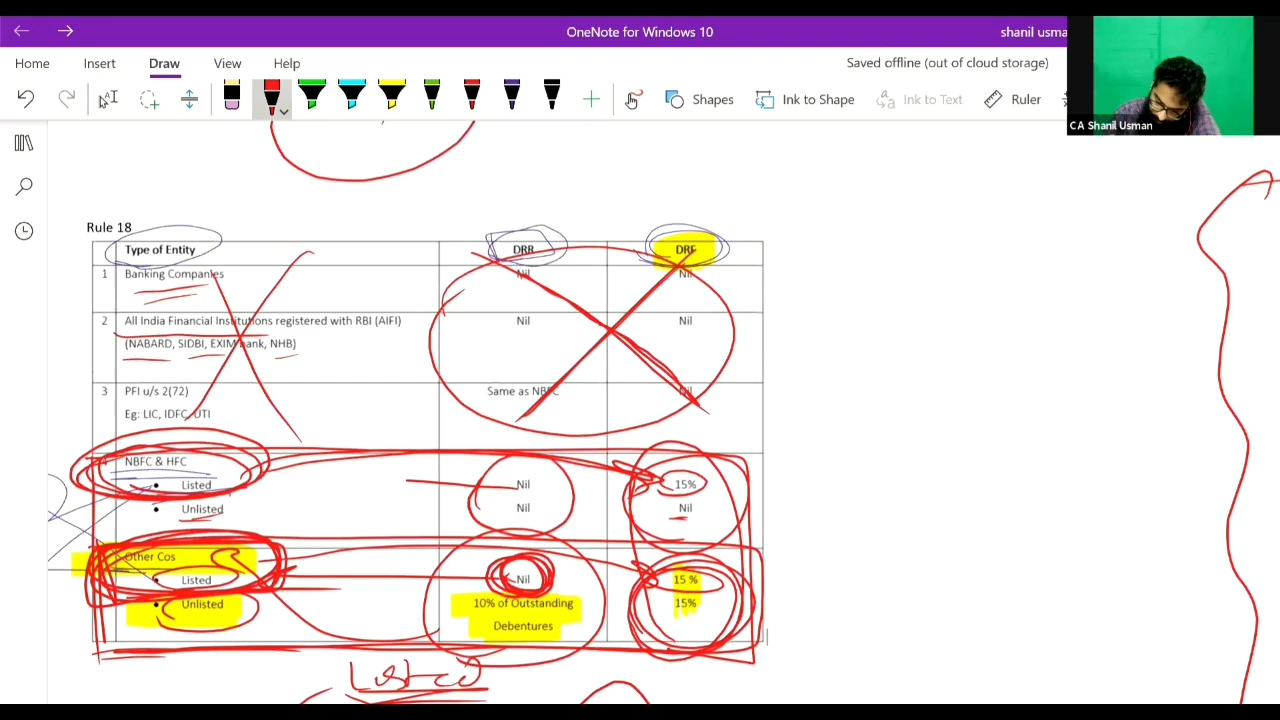 OneNote for Windows 10
shanil usma
Home Insert Draw View Help
Saved offline (out of cloud storage)
Shapes Ink to Shape Ink to Text Ruler
CA Shanil Usman
Rule 18
Type of Entity DRR DRF
1 Banking Companies Nil Nil
2 All India Financial Institutions registered with RBI (AIFI) Nil Nil
(NABARD, SIDBI, EXIM bank, NHB)
3 PFI u/s 2(72) Same as NBFC Nil
Eg: LIC, IDFC, UTI
4 NBFC & HFC
• Listed Nil 15%
• Unlisted Nil Nil
Other Cos
• Listed Nil 15 %
• Unlisted 10% of Outstanding 15%
Debentures
Listed